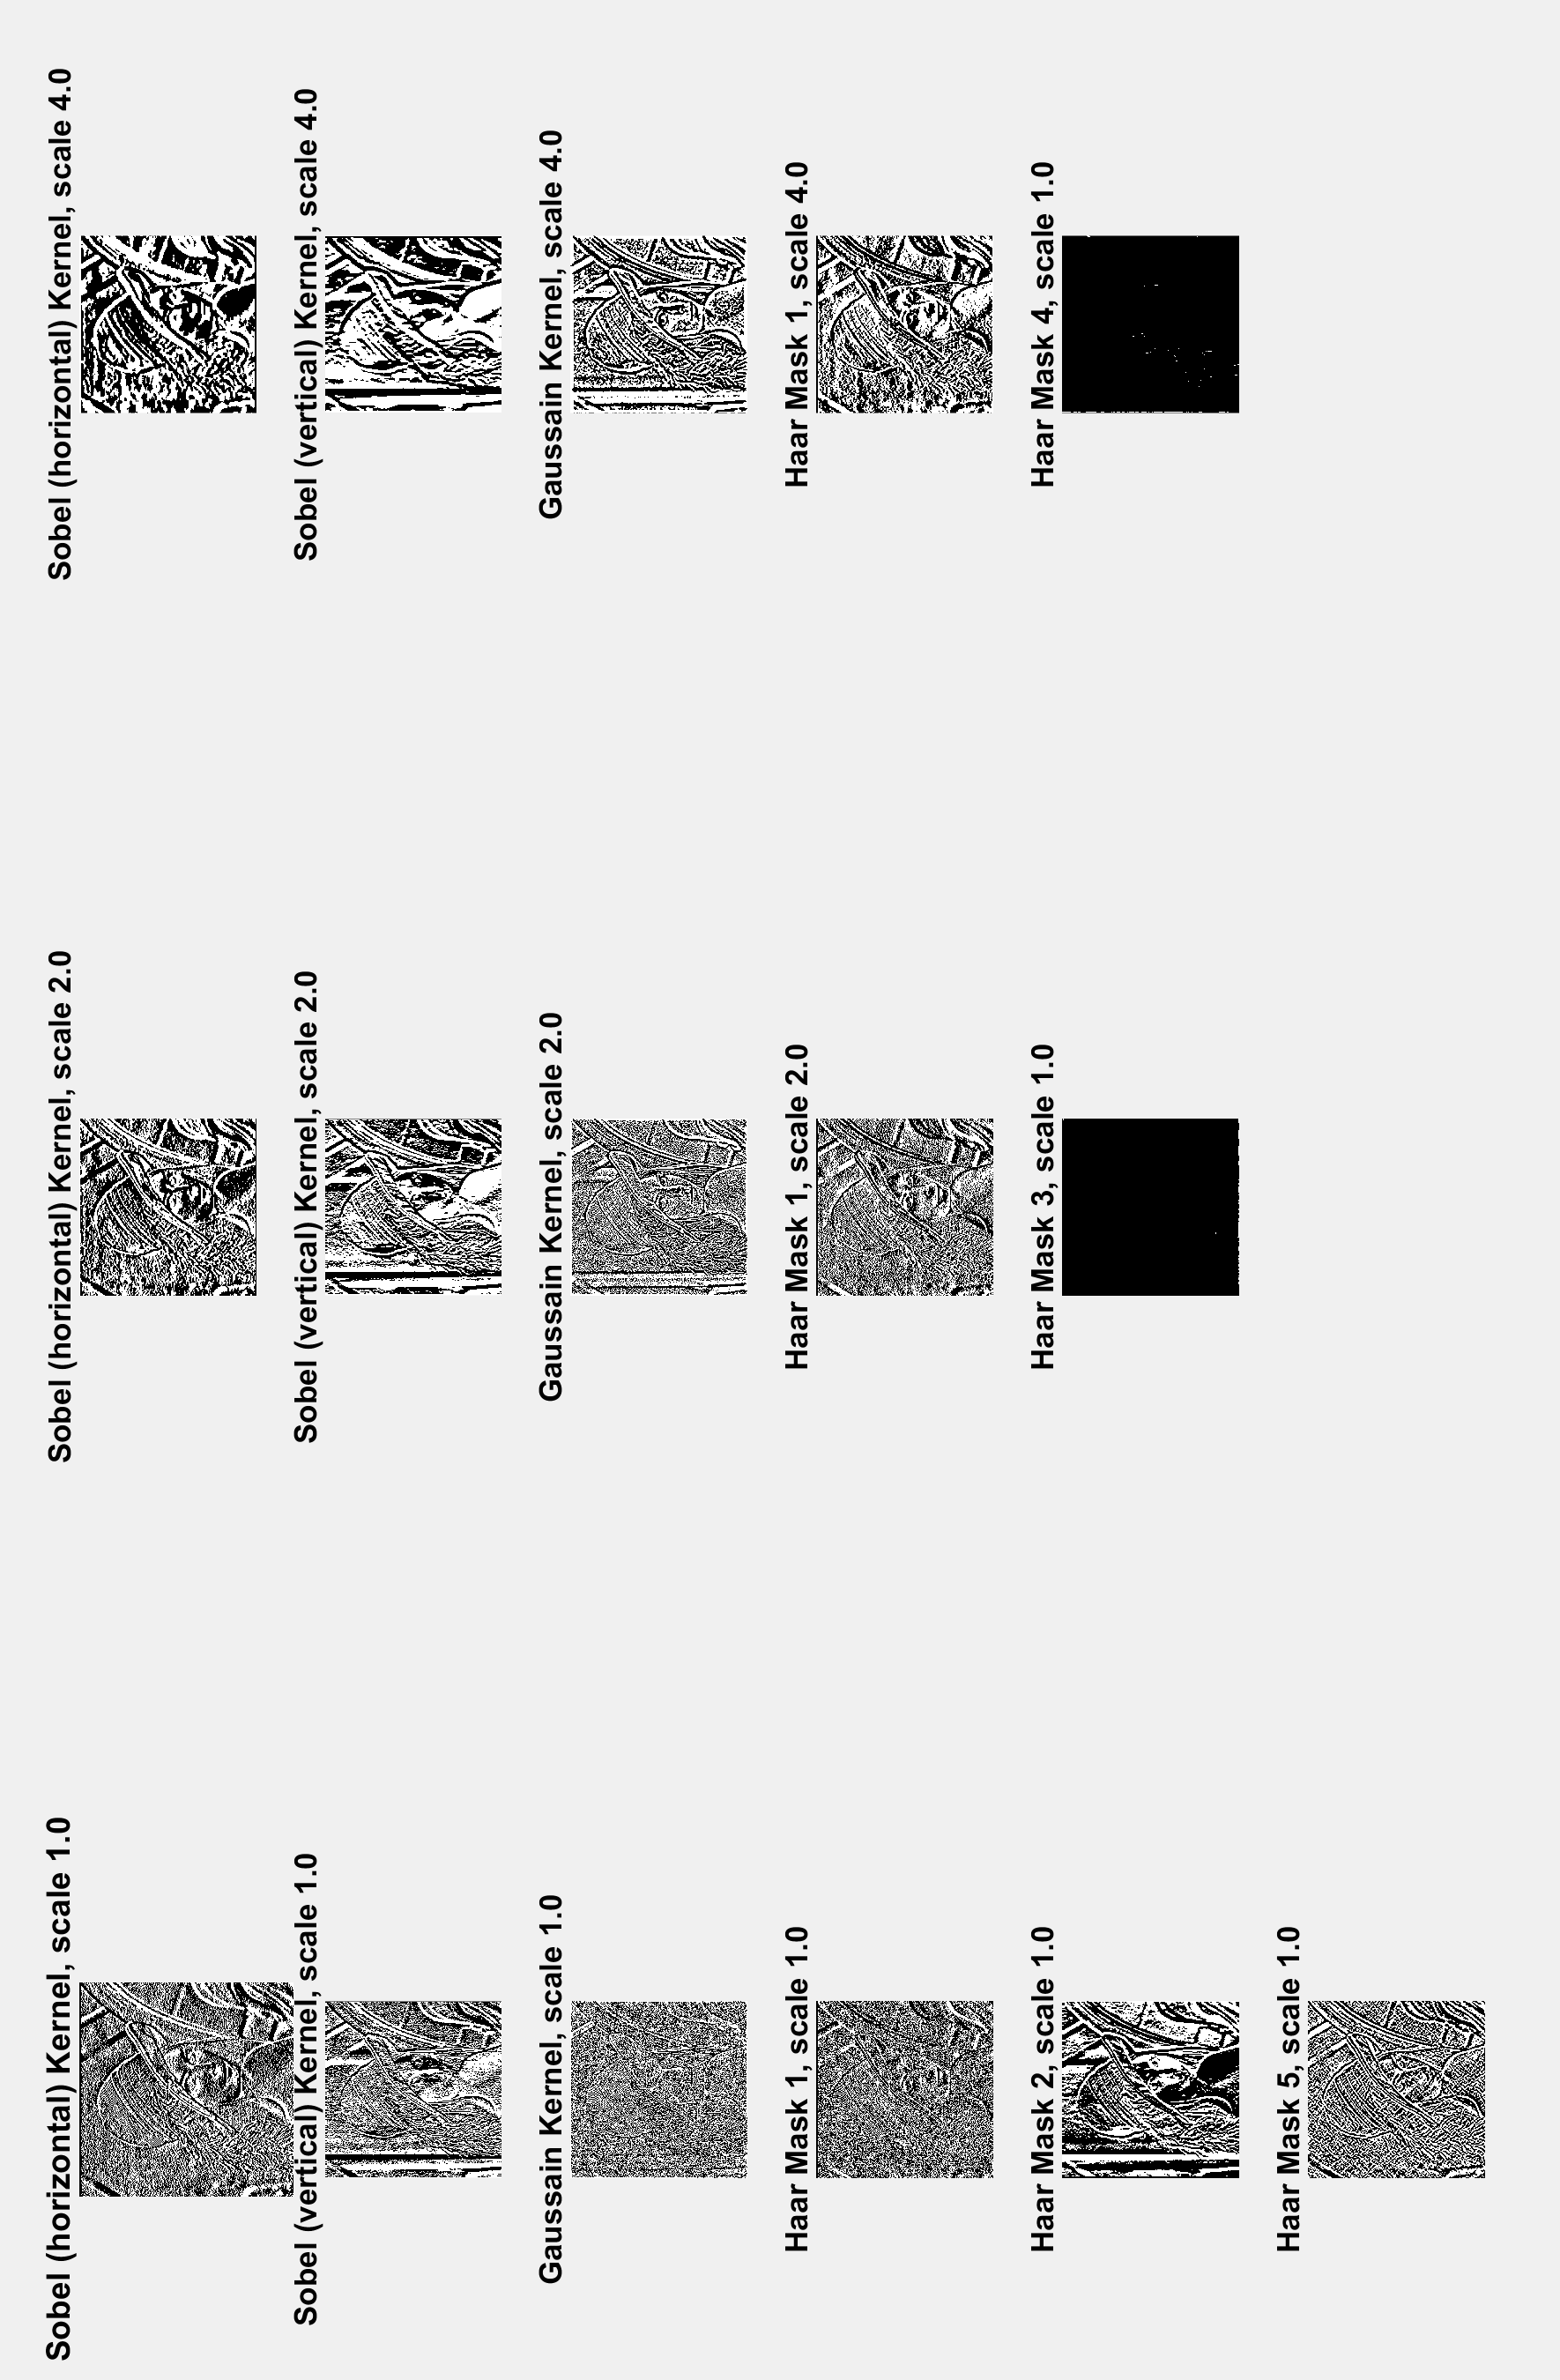 Sobel (horizontal) Kernel, scale 1.0
Sobel (horizontal) Kernel, scale 2.0
Sobel (horizontal) Kernel, scale 4.0
Sobel (vertical) Kernel, scale 1.0
Sobel (vertical) Kernel, scale 2.0
Sobel (vertical) Kernel, scale 4.0
Gaussain Kernel, scale 1.0
Gaussain Kernel, scale 2.0
Gaussain Kernel, scale 4.0
Haar Mask 1, scale 1.0
Haar Mask 1, scale 2.0
Haar Mask 1, scale 4.0
Haar Mask 2, scale 1.0
Haar Mask 3, scale 1.0
Haar Mask 4, scale 1.0
Haar Mask 5, scale 1.0